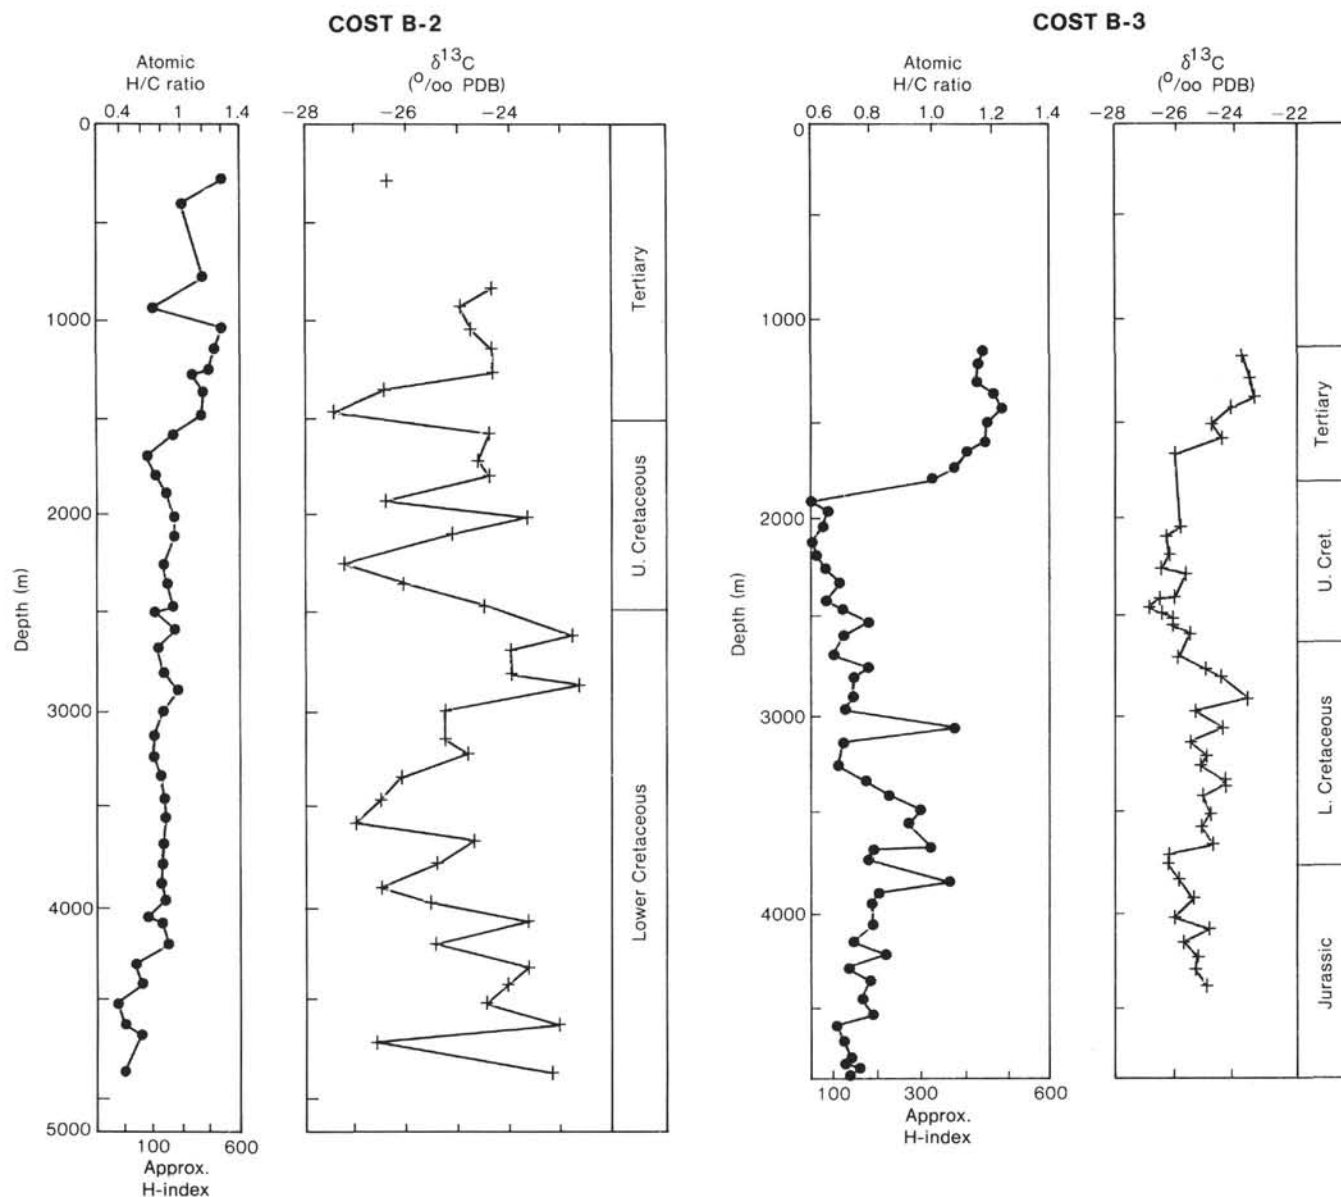 COST B-2
Atomic
H/C ratio
0.4 1 1.4
δ13C
(o/oo PDB)
−28 −26 −24
0
1000
2000
3000
4000
5000
Depth (m)
100 600
Approx.
H-index
Tertiary
U. Cretaceous
Lower Cretaceous
COST B-3
Atomic
H/C ratio
0.6 0.8 1.0 1.2 1.4
δ13C
(o/oo PDB)
−28 −26 −24 −22
0
1000
2000
3000
4000
Depth (m)
100 300 600
Approx.
H-index
Tertiary
U. Cret.
L. Cretaceous
Jurassic